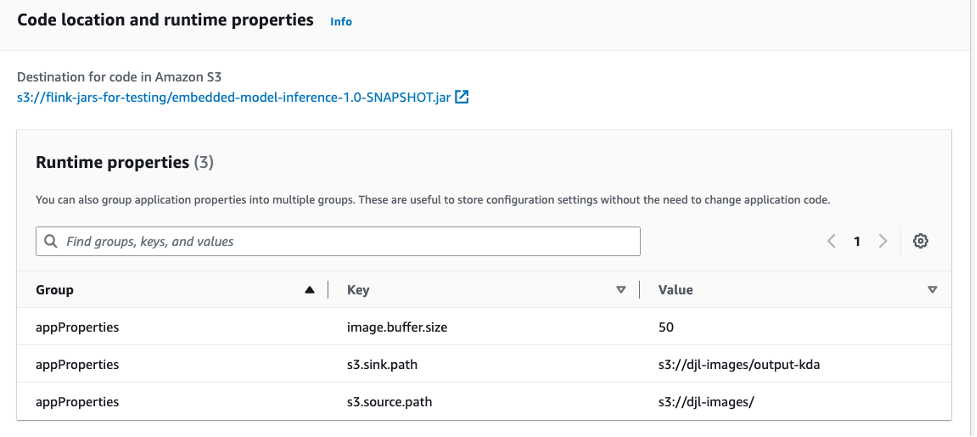 Code location and runtime properties Info
Destination for code in Amazon S3
s3://flink-jars-for-testing/embedded-model-inference-1.0-SNAPSHOT.jar
Runtime properties (3)
You can also group application properties into multiple groups. These are useful to store configuration settings without the need to change application code.
Find groups, keys, and values 1
Group Key Value
appProperties image.buffer.size 50
appProperties s3.sink.path s3://djl-images/output-kda
appProperties s3.source.path s3://djl-images/